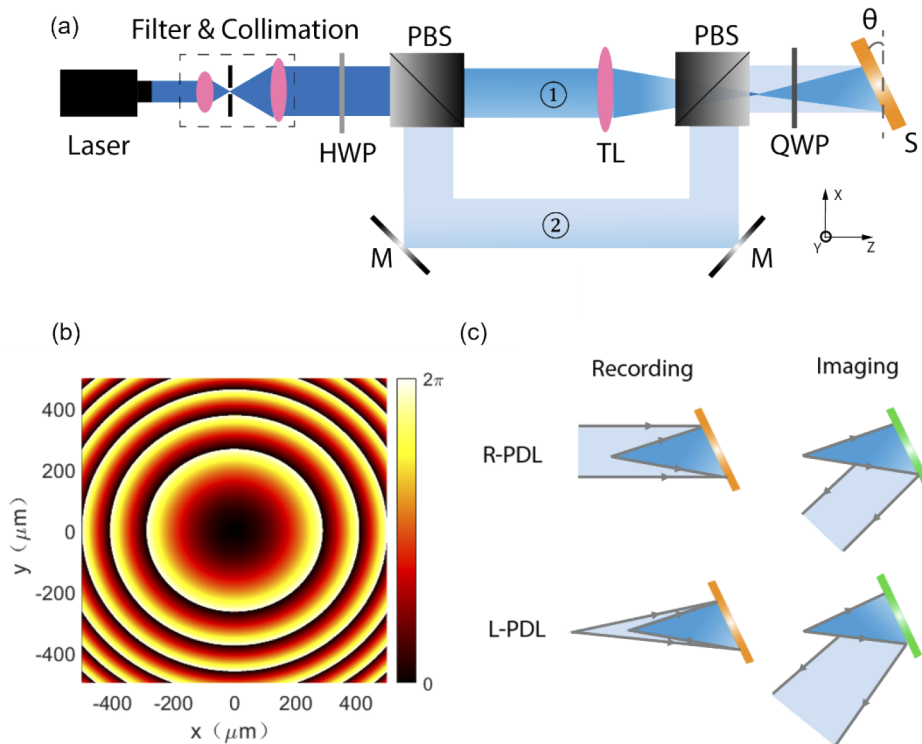 (a)
Filter & Collimation
PBS
PBS
θ
①
Laser
HWP
TL
QWP
S
②
M
M
X
Y
Z
(b)
(c)
2π
400
200
0
-200
-400
y (μm)
0
-400 -200 0 200 400
x (μm)
Recording
Imaging
R-PDL
L-PDL